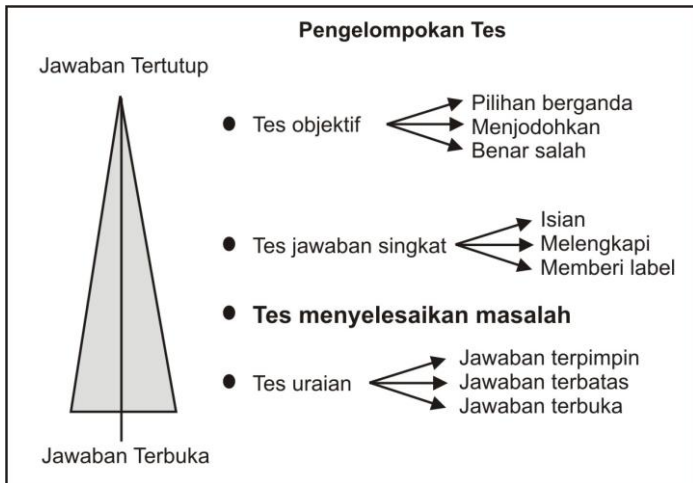 Pengelompokan Tes
Jawaban Tertutup
Tes objektif
Pilihan berganda
Menjodohkan
Benar salah
Tes jawaban singkat
Isian
Melengkapi
Memberi label
Tes menyelesaikan masalah
Tes uraian
Jawaban terpimpin
Jawaban terbatas
Jawaban terbuka
Jawaban Terbuka